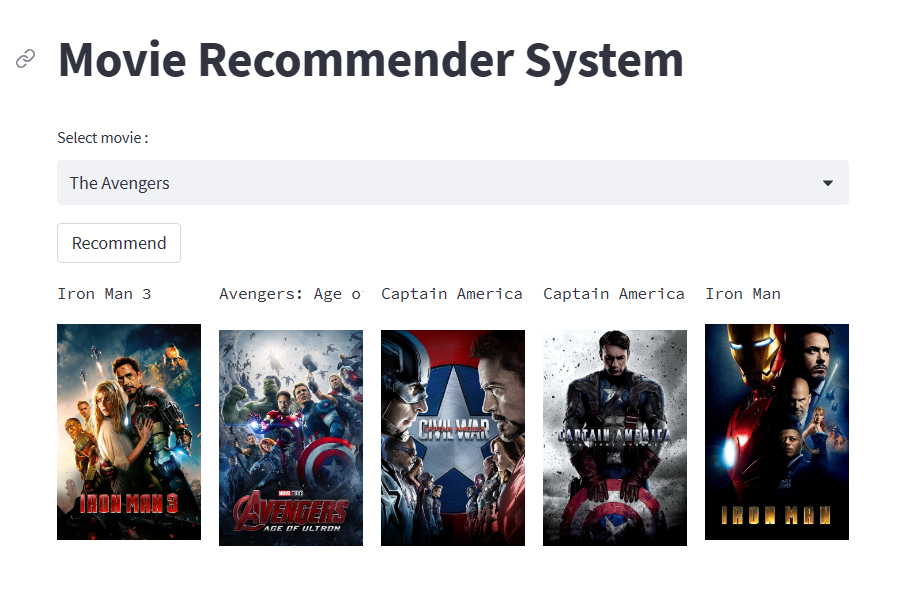 Movie Recommender System
Select movie :
The Avengers
Recommend
Iron Man 3
Avengers: Age o
Captain America
Captain America
Iron Man
IRON MAN 3
MARVEL STUDIOS
AVENGERS
AGE OF ULTRON
CIVIL WAR
CAPTAIN AMERICA
IRON MAN